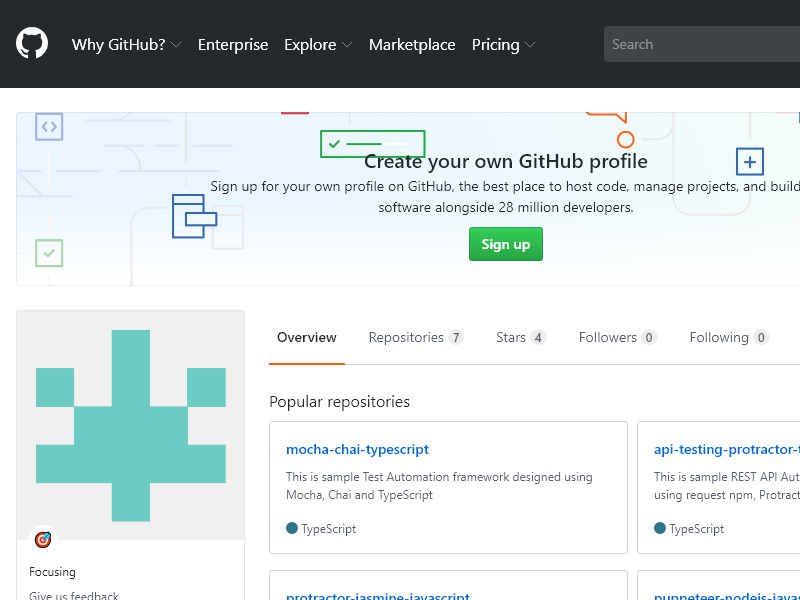 Why GitHub? Enterprise Explore Marketplace Pricing Search
Create your own GitHub profile
Sign up for your own profile on GitHub, the best place to host code, manage projects, and build
software alongside 28 million developers.
Sign up
Overview Repositories 7 Stars 4 Followers 0 Following 0
Popular repositories
mocha-chai-typescript
This is sample Test Automation framework designed using
Mocha, Chai and TypeScript
TypeScript
api-testing-protractor-t
This is sample REST API Aut
using request npm, Protract
TypeScript
Focusing
Give us feedback
protractor-jasmine-javascript
puppeteer-nodejs-javas